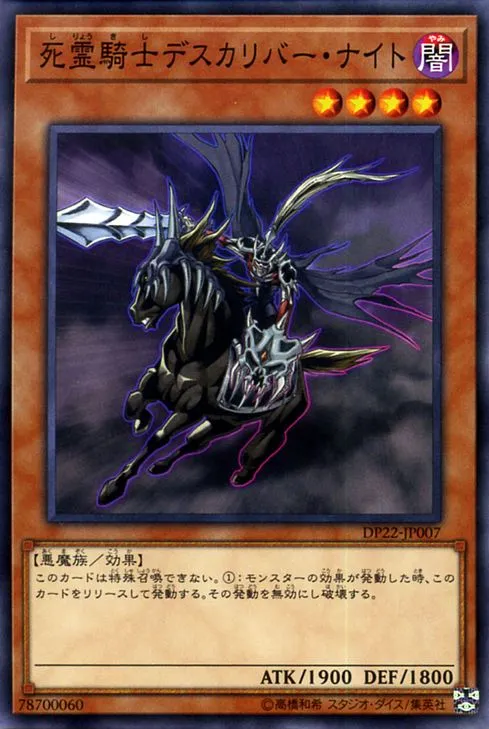 死霊騎士デスカリバー・ナイト 闇
DP22-JP007
【悪魔族／効果】
このカードは特殊召喚できない。①：モンスターの効果が発動した時、この
カードをリリースして発動する。その発動を無効にし破壊する。
ATK/1900 DEF/1800
78700060 ©高橋和希 スタジオ・ダイス/集英社